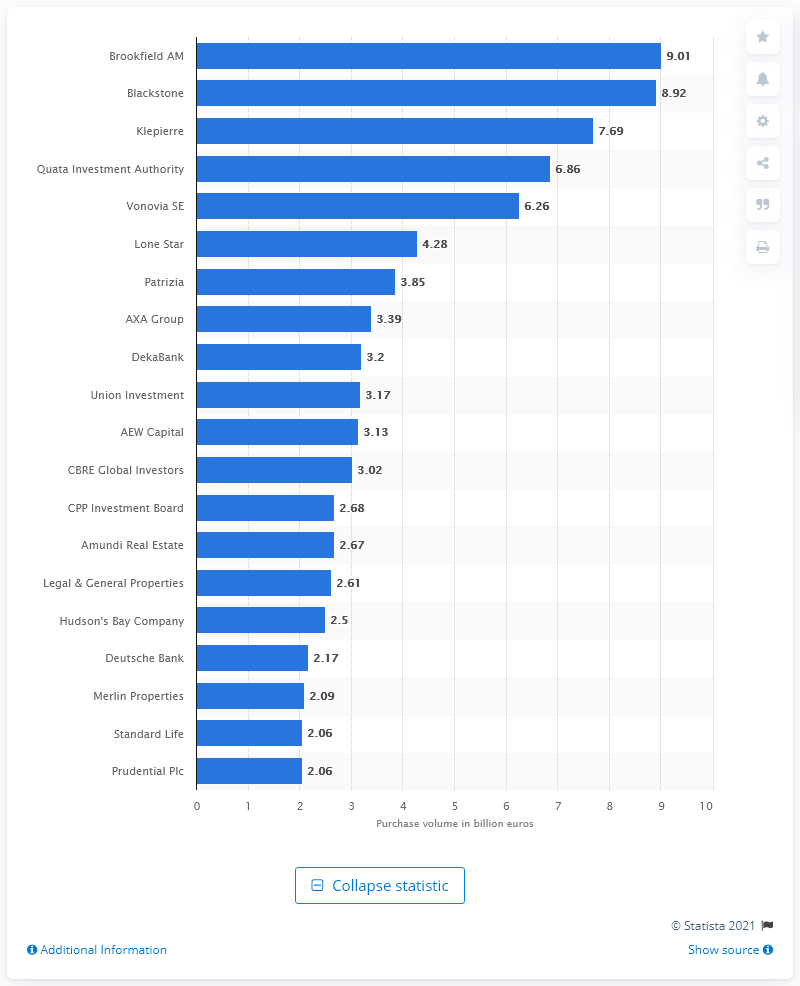 Brookfield AM 9.01
Blackstone 8.92
Klepierre 7.69
Quata Investment Authority 6.86
Vonovia SE 6.26
Lone Star 4.28
Patrizia 3.85
AXA Group 3.39
DekaBank 3.2
Union Investment 3.17
AEW Capital 3.13
CBRE Global Investors 3.02
CPP Investment Board 2.68
Amundi Real Estate 2.67
Legal & General Properties 2.61
Hudson's Bay Company 2.5
Deutsche Bank 2.17
Merlin Properties 2.09
Standard Life 2.06
Prudential Plc 2.06
0 1 2 3 4 5 6 7 8 9 10
Purchase volume in billion euros
Collapse statistic
© Statista 2021
Additional Information Show source